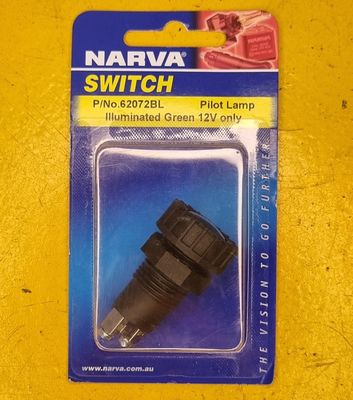 NARVA
SWITCH
P/No.62072BL Pilot Lamp
Illuminated Green 12V only
THE VISION TO GO FURTHER
www.narva.com.au